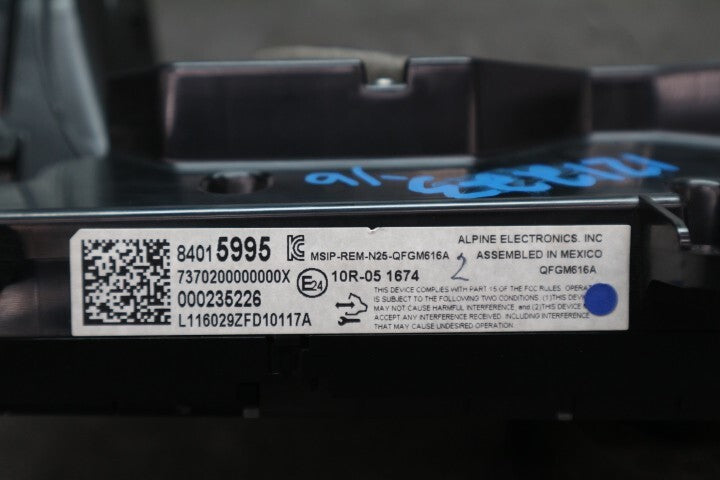 84015995
MSIP-REM-N25-QFGM616A
ALPINE ELECTRONICS. INC
ASSEMBLED IN MEXICO
QFGM616A
7370200000000X
E24
10R-05 1674
2
000235226
L116029ZFD10117A
THIS DEVICE COMPLIES WITH PART 15 OF THE FCC RULES.
IS SUBJECT TO THE FOLLOWING TWO CONDITIONS. (1)THIS DEVICE
MAY NOT CAUSE HARMFUL INTERFERENCE, and (2)THIS DEVICE
ACCEPT ANY INTERFERENCE RECEIVED. INCLUDING INTERFERENCE
THAT MAY CAUSE UNDESIRED OPERATION.